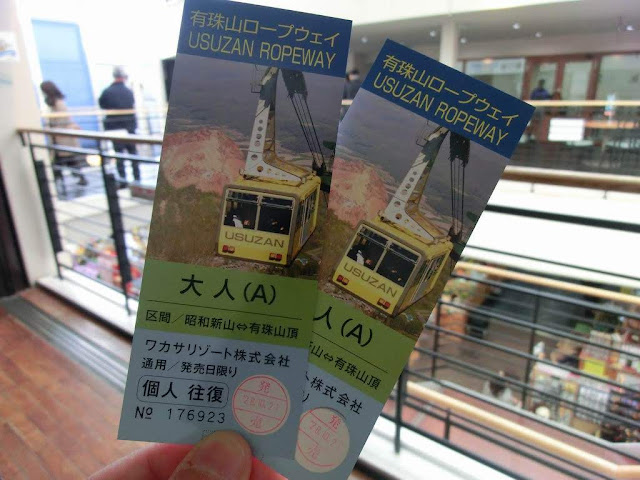 有珠山ロープウェイ
USUZAN ROPEWAY
USUZAN
大人(A)
区間/昭和新山⇔有珠山頂
ワカサリゾート株式会社
通用/発売日限り
個人 往復
№ 176923
発
売
有珠山ロープウェイ
USUZAN ROPEWAY
USUZAN
人(A)
山⇔有珠山頂
ト株式会社